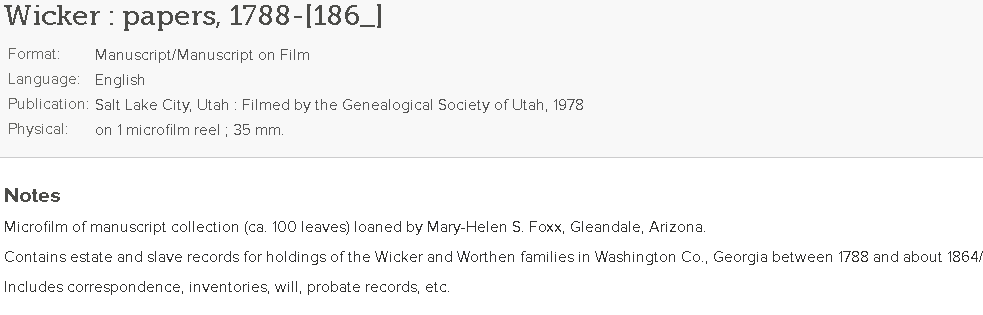 Wicker : papers, 1788-[186_]
Format: Manuscript/Manuscript on Film
Language: English
Publication: Salt Lake City, Utah : Filmed by the Genealogical Society of Utah, 1978
Physical: on 1 microfilm reel ; 35 mm.
Notes
Microfilm of manuscript collection (ca. 100 leaves) loaned by Mary-Helen S. Foxx, Gleandale, Arizona.
Contains estate and slave records for holdings of the Wicker and Worthen families in Washington Co., Georgia between 1788 and about 1864/
Includes correspondence, inventories, will, probate records, etc.